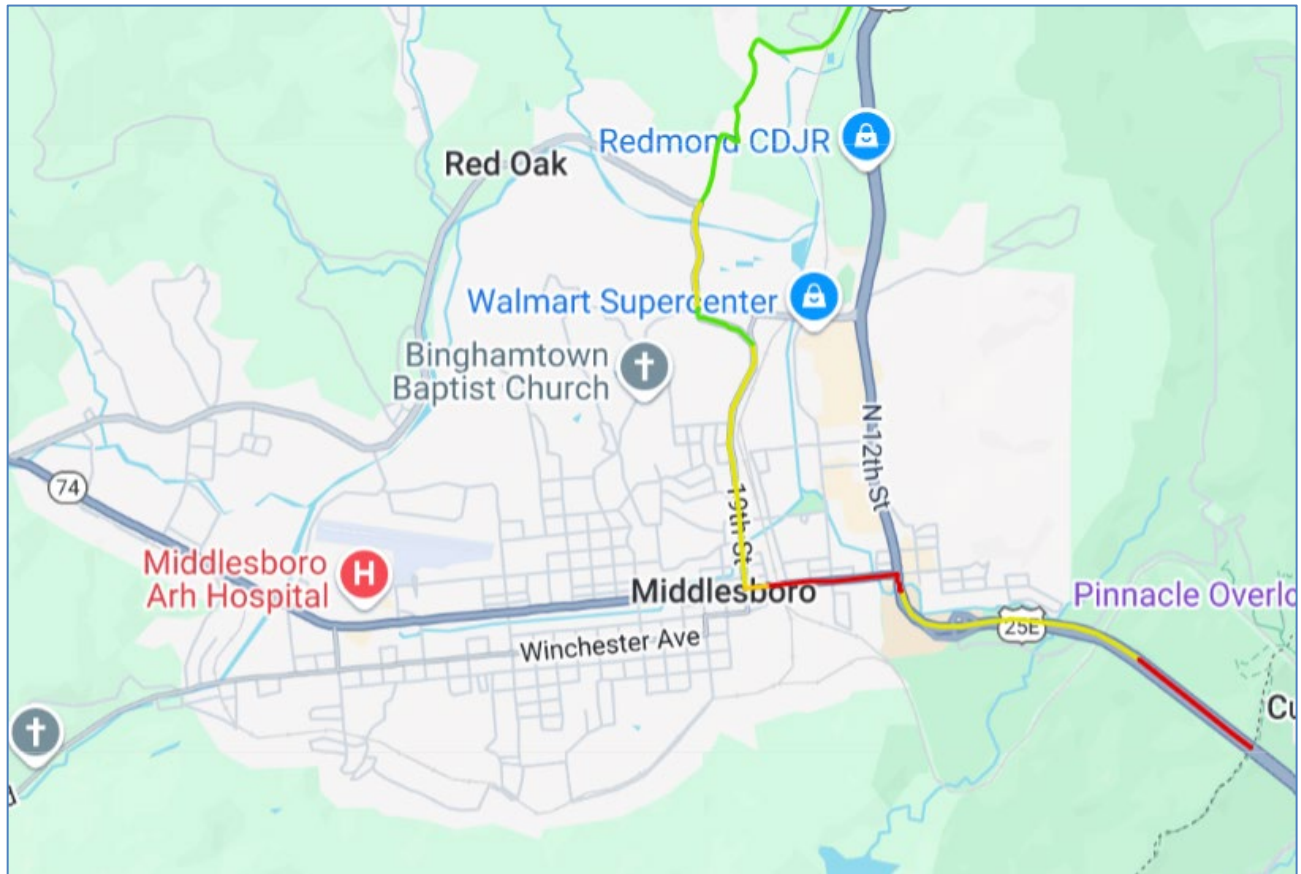 Redmond CDJR
Red Oak
Walmart Supercenter
Binghamtown
Baptist Church
N 12th St
74
19th St
Middlesboro
Arh Hospital
H
Middlesboro
Pinnacle Overlo
25E
Winchester Ave
Cu
d